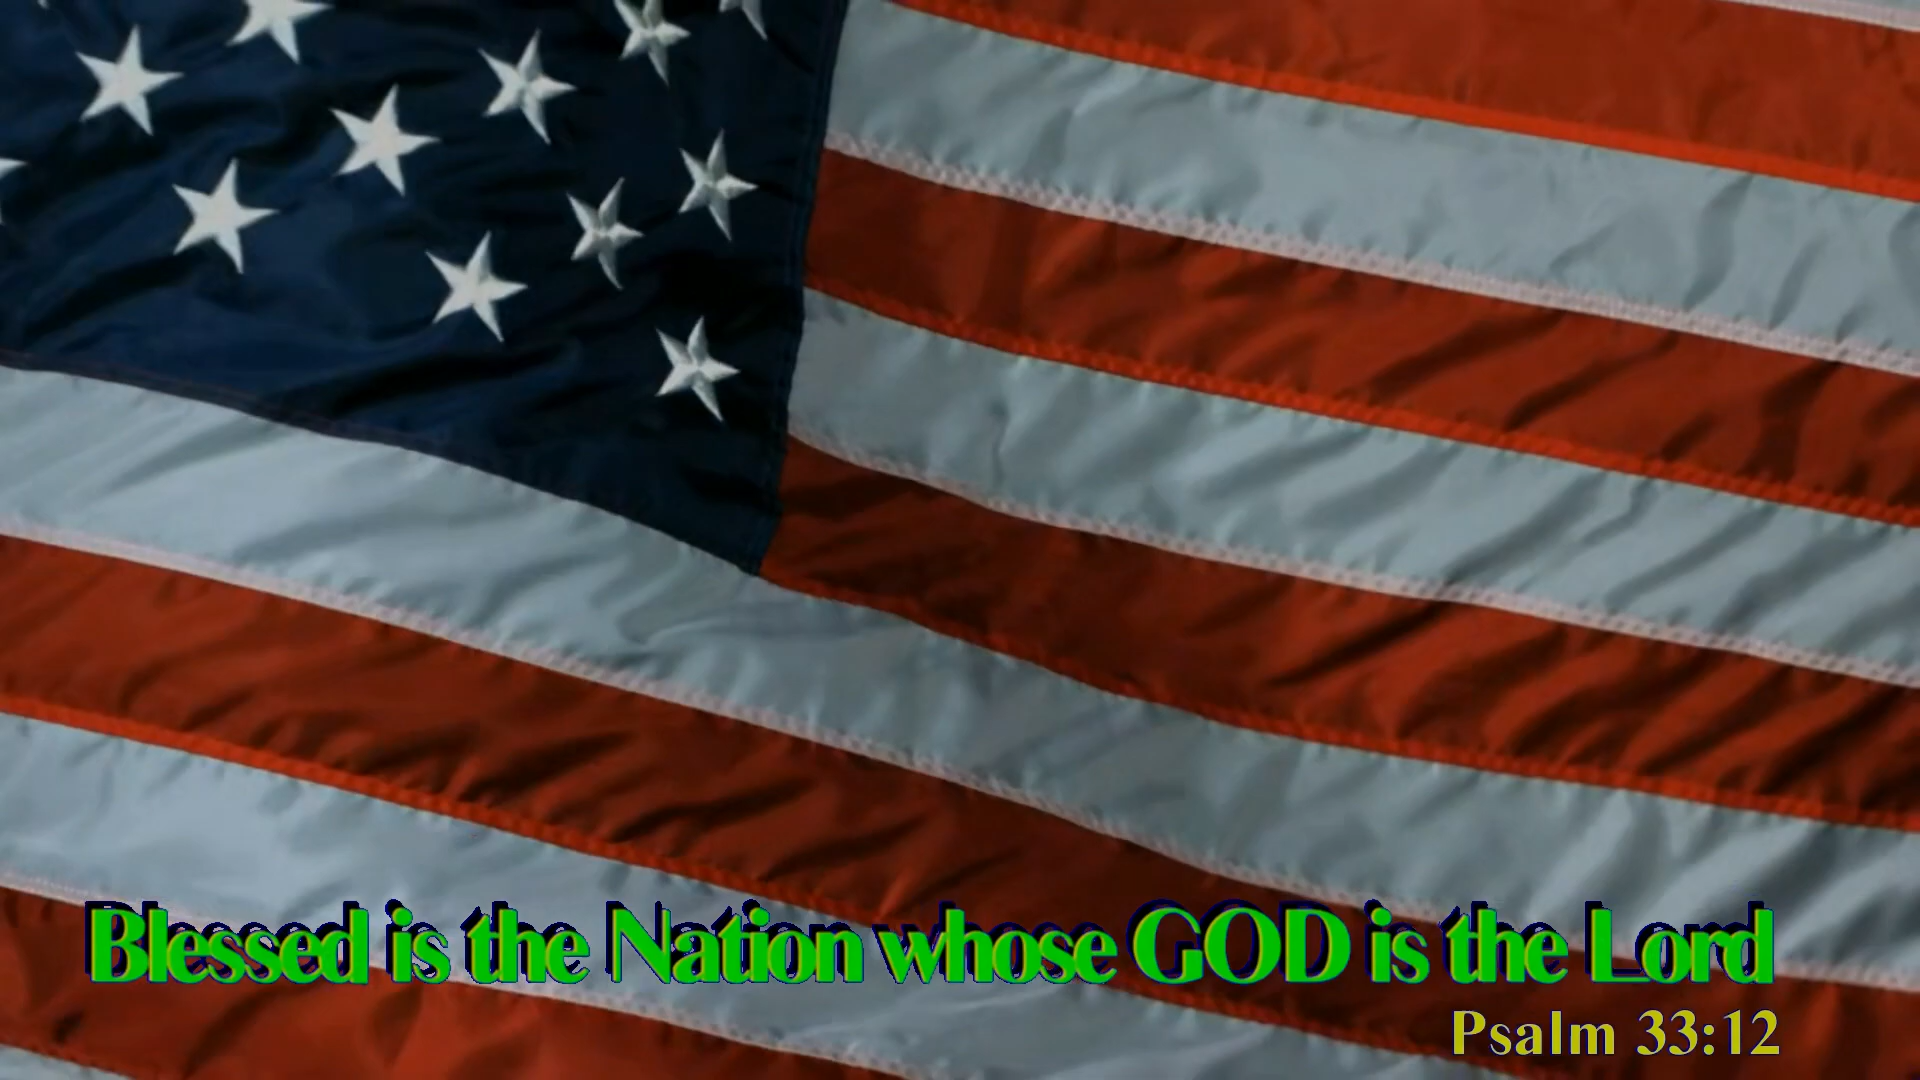 Blessed is the Nation whose GOD is the Lord
Psalm 33:12